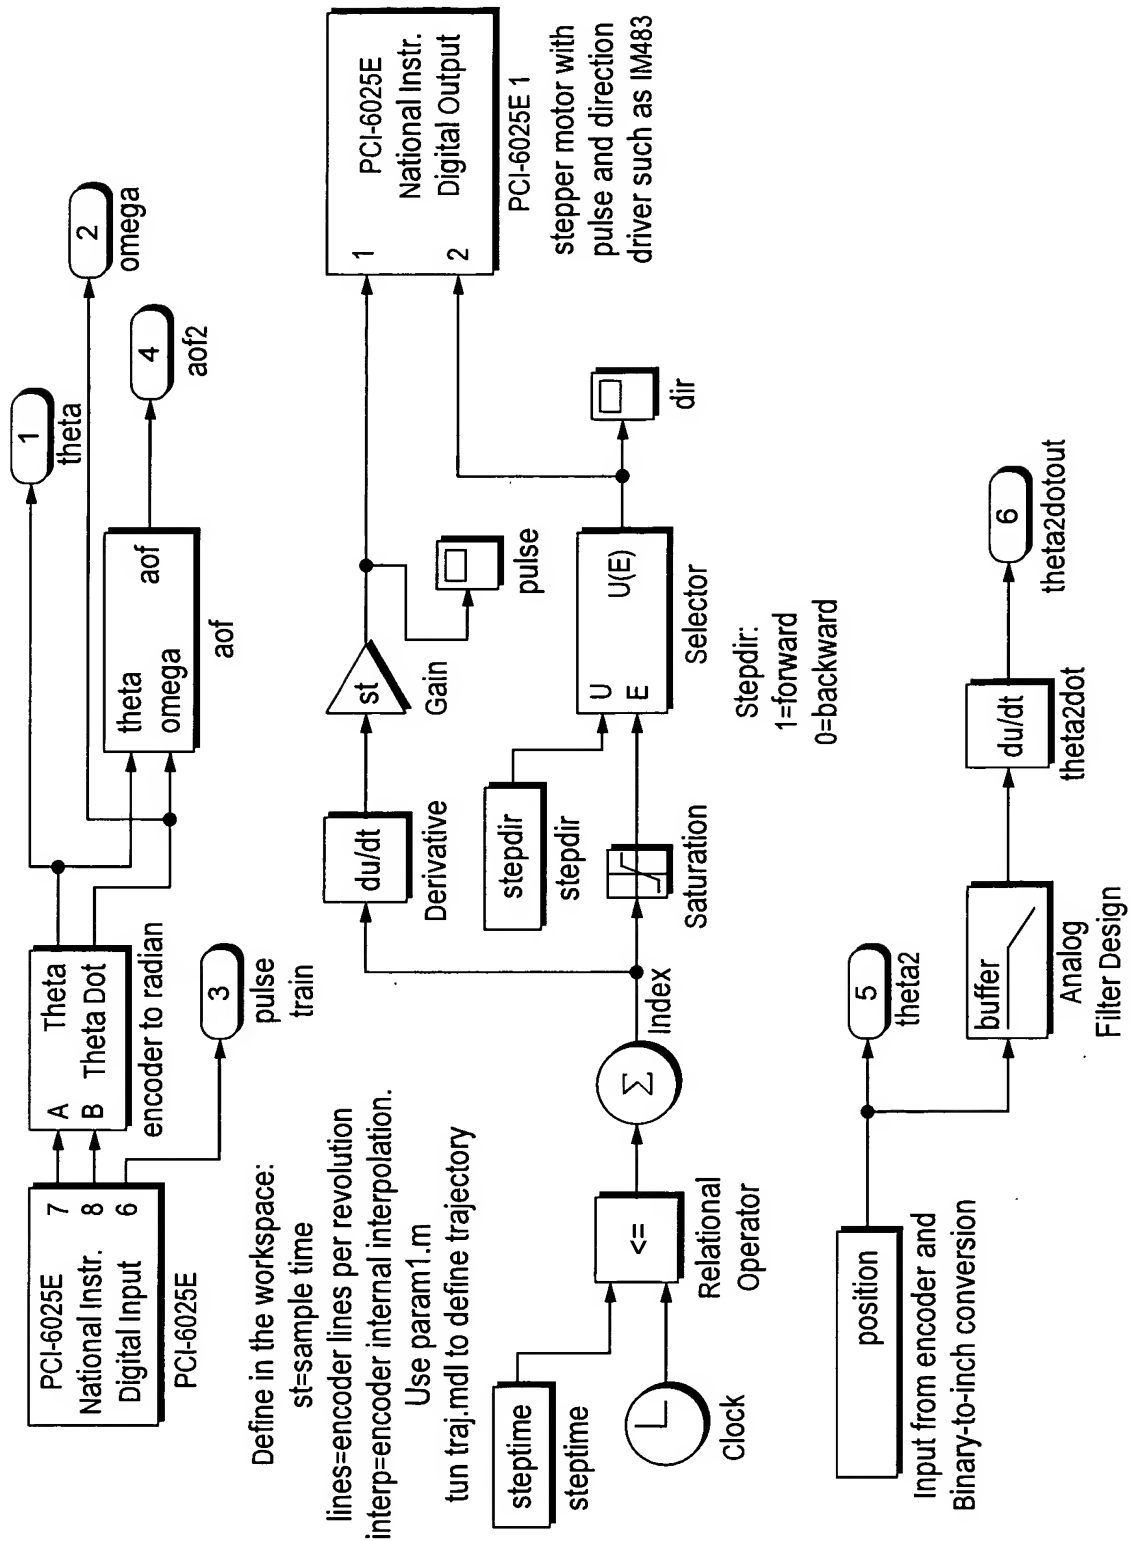 PCI-6025E
National Instr.
Digital Input
7
8
6
PCI-6025E
A
B
Theta
Theta Dot
encoder to radian
3
pulse
train
1
theta
2
omega
theta
omega
aof
aof
4
aof2
Define in the workspace:
st=sample time
lines=encoder lines per revolution
interp=encoder internal interpolation.
Use param1.m
tun traj.mdl to define trajectory
steptime
steptime
Clock
<=
Relational
Operator
Σ
Index
du/dt
Derivative
st
Gain
pulse
stepdir
stepdir
Saturation
U
E
U(E)
Selector
Stepdir:
1=forward
0=backward
dir
1
2
PCI-6025E
National Instr.
Digital Output
PCI-6025E 1
stepper motor with
pulse and direction
driver such as IM483
position
Input from encoder and
Binary-to-inch conversion
5
theta2
buffer
Analog
Filter Design
du/dt
theta2dot
6
theta2dotout